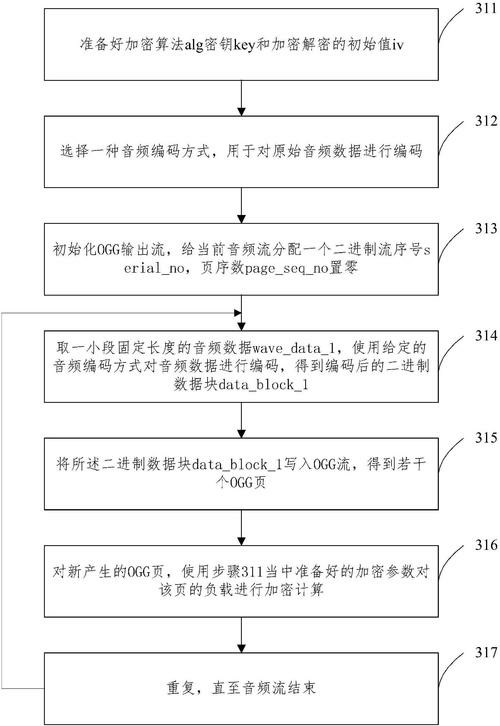 311
准备好加密算法alg密钥key和加密解密的初始值iv
312
选择一种音频编码方式，用于对原始音频数据进行编码
313
初始化OGG输出流，给当前音频流分配一个二进制流序号s
erial_no，页序数page_seq_no置零
314
取一小段固定长度的音频数据wave_data_1，使用给定的
音频编码方式对音频数据进行编码，得到编码后的二进制
数据块data_block_1
315
将所述二进制数据块data_block_1写入OGG流，得到若干
个OGG页
316
对新产生的OGG页，使用步骤311当中准备好的加密参数对
该页的负载进行加密计算
317
重复，直至音频流结束